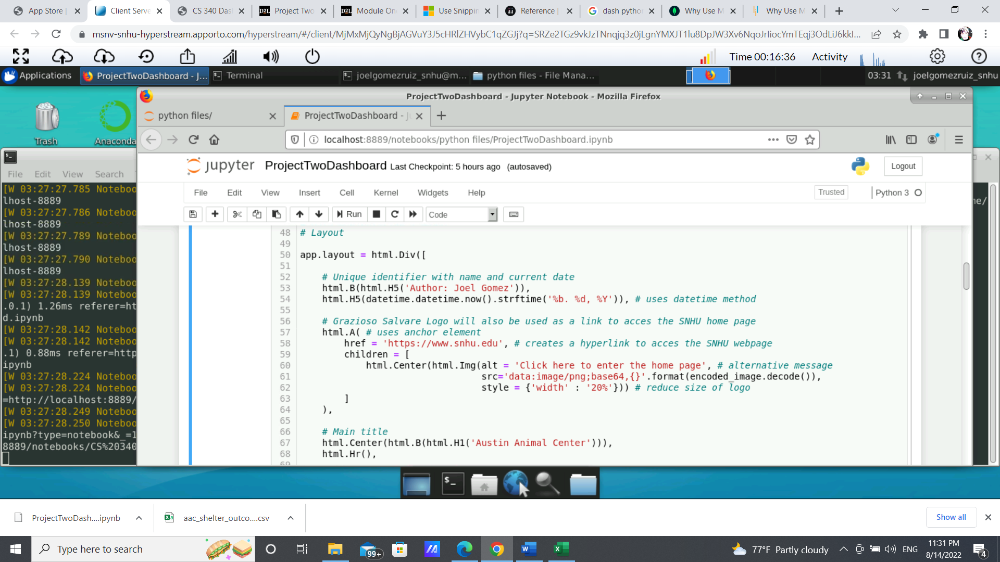 App Store |
Client Serve
CS 340 Das
Project Two
Module One
Use Snippin
Reference |
dash pytho
Why Use M
Why Use M
msnv-snhu-hyperstream.apporto.com/hyperstream/#/client/
Time 00:16:36
Activity
Applications
ProjectTwoDashboard - J...
Terminal
joelgomezruiz_snhu@m...
python files - File Mana...
03:31
joelgomezruiz_snhu
Trash
Anaconda
ProjectTwoDashboard - Jupyter Notebook - Mozilla Firefox
python files/
ProjectTwoDashboard - J
localhost:8889/notebooks/python files/ProjectTwoDashboard.ipynb
File Edit View Search
[W 03:27:27.785 Noteboo
lhost-8889
[W 03:27:27.786 Noteboo
lhost-8889
[W 03:27:27.789 Noteboo
lhost-8889
[W 03:27:27.790 Noteboo
lhost-8889
[W 03:27:28.139 Noteboo
[W 03:27:28.139 Noteboo
.0.1) 1.26ms referer=ht
d.ipynb
[W 03:27:28.142 Noteboo
[W 03:27:28.142 Noteboo
.1) 0.88ms referer=http
ipynb
[W 03:27:28.224 Noteboo
[W 03:27:28.224 Noteboo
=http://localhost:8889/
[W 03:27:28.249 Noteboo
[W 03:27:28.250 Noteboo
ipynb?type=notebook&_=1
8889/notebooks/CS%20340
me/
jupyter ProjectTwoDashboard Last Checkpoint: 5 hours ago (autosaved)
Logout
File Edit View Insert Cell Kernel Widgets Help
Trusted
Python 3
Run
Code
48 # Layout
49
50 app.layout = html.Div([
51
52 # Unique identifier with name and current date
53 html.B(html.H5('Author: Joel Gomez')),
54 html.H5(datetime.datetime.now().strftime('%b. %d, %Y')), # uses datetime method
55
56 # Grazioso Salvare Logo will also be used as a link to acces the SNHU home page
57 html.A( # uses anchor element
58 href = 'https://www.snhu.edu', # creates a hyperlink to acces the SNHU webpage
59 children = [
60 html.Center(html.Img(alt = 'Click here to enter the home page', # alternative message
61 src='data:image/png;base64,{}'.format(encoded_image.decode()),
62 style = {'width' : '20%'})) # reduce size of logo
63 ]
64 ),
65
66 # Main title
67 html.Center(html.B(html.H1('Austin Animal Center'))),
68 html.Hr(),
69
ProjectTwoDash....ipynb
aac_shelter_outco....csv
Show all
Type here to search
99+
77°F Partly cloudy
ENG
11:31 PM
8/14/2022
4